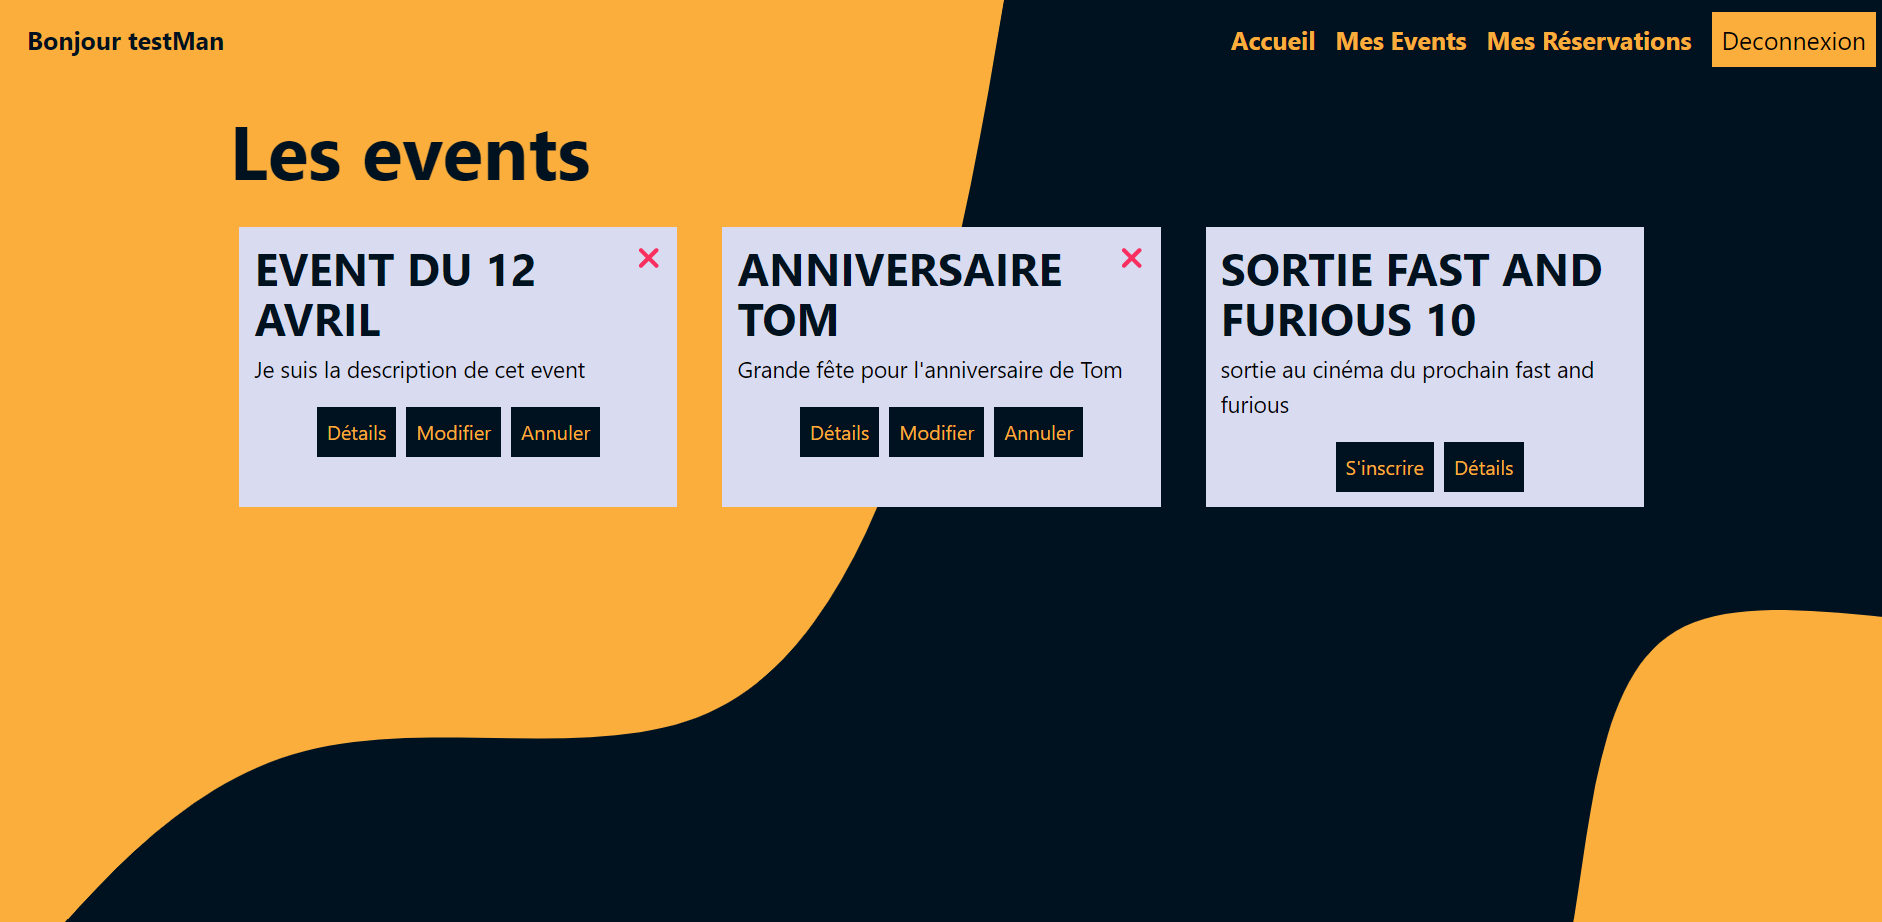 Bonjour testMan
Accueil Mes Events Mes Réservations Deconnexion
Les events
EVENT DU 12
AVRIL
Je suis la description de cet event
Détails Modifier Annuler
ANNIVERSAIRE
TOM
Grande fête pour l'anniversaire de Tom
Détails Modifier Annuler
SORTIE FAST AND
FURIOUS 10
sortie au cinéma du prochain fast and
furious
S'inscrire Détails